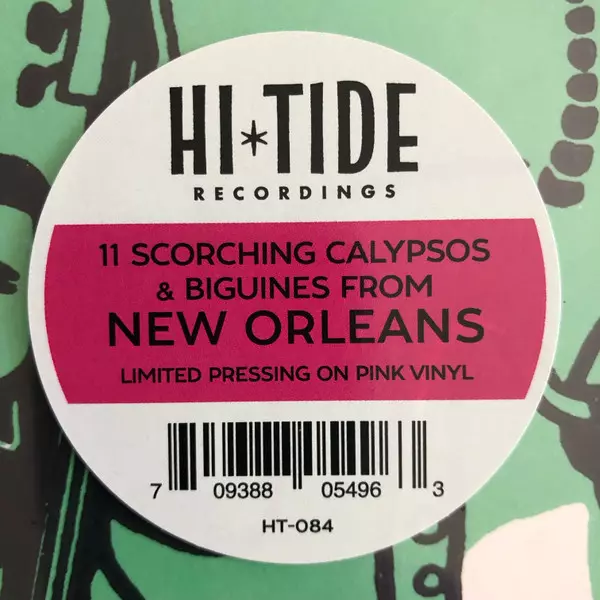 HI*TIDE
RECORDINGS
11 SCORCHING CALYPSOS
& BIGUINES FROM
NEW ORLEANS
LIMITED PRESSING ON PINK VINYL
7 09388 05496 3
HT-084